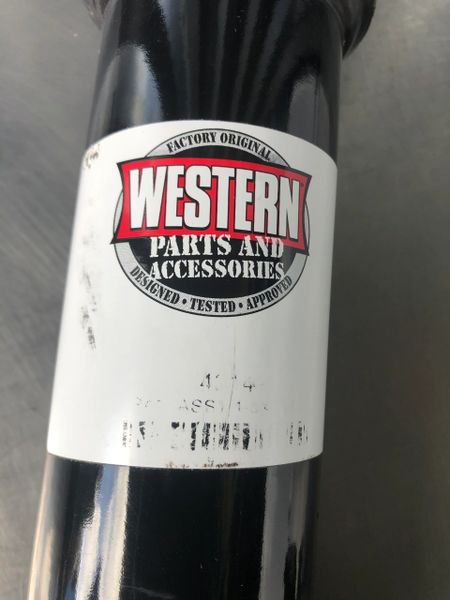 FACTORY ORIGINAL
WESTERN
PARTS AND
ACCESSORIES
DESIGNED • TESTED • APPROVED